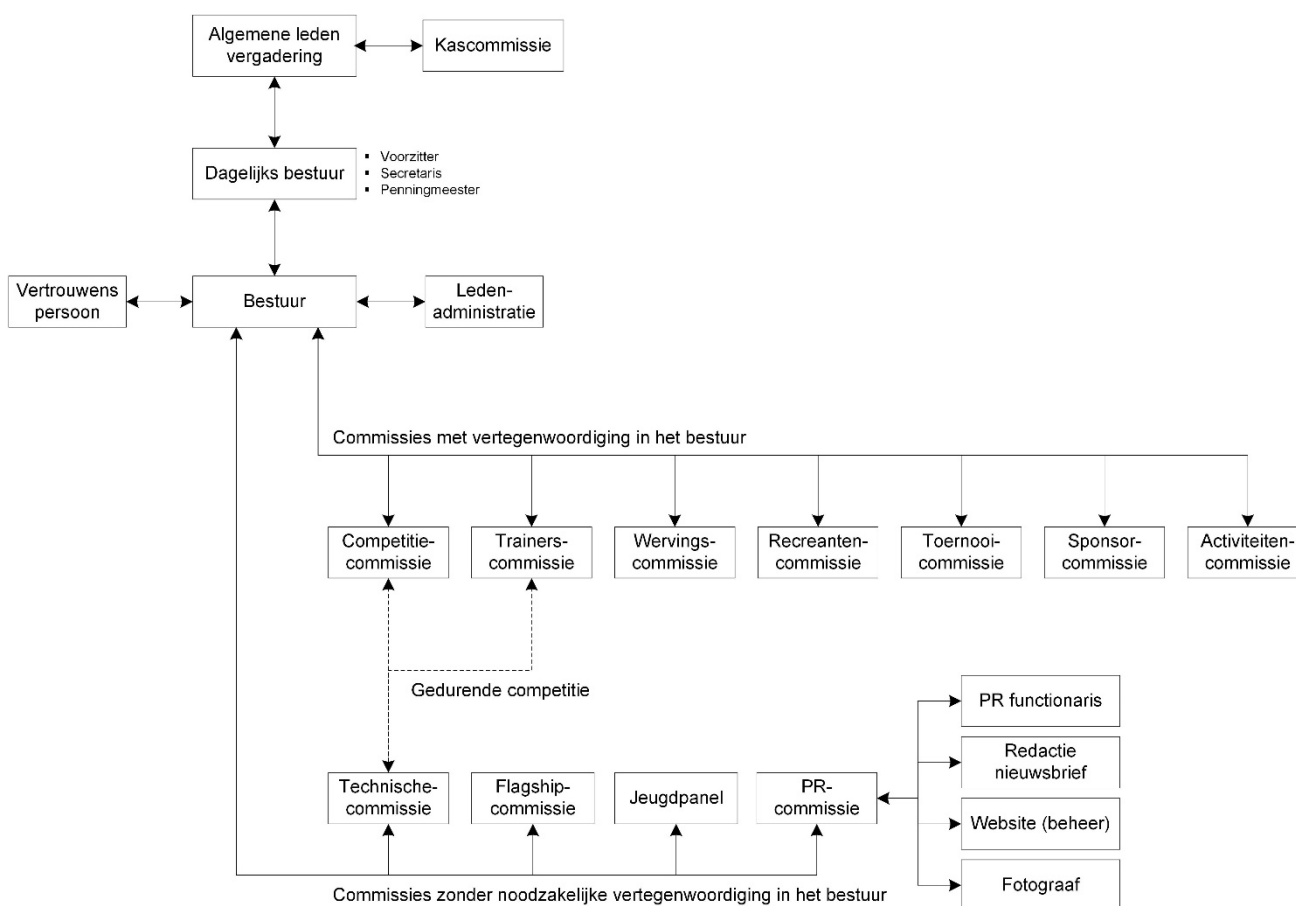 Algemene leden
vergadering
Kascommissie
Dagelijks bestuur
▪ Voorzitter
▪ Secretaris
▪ Penningmeester
Vertrouwens
persoon
Bestuur
Leden-
administratie
Commissies met vertegenwoordiging in het bestuur
Competitie-
commissie
Trainers-
commissie
Wervings-
commissie
Recreanten-
commissie
Toernooi-
commissie
Sponsor-
commissie
Activiteiten-
commissie
Gedurende competitie
PR functionaris
Redactie
nieuwsbrief
Website (beheer)
Fotograaf
Technische-
commissie
Flagship-
commissie
Jeugdpanel
PR-
commissie
Commissies zonder noodzakelijke vertegenwoordiging in het bestuur